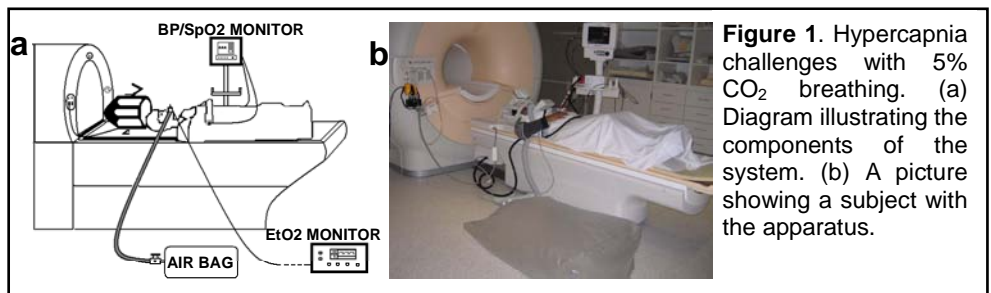 a
BP/SpO2 MONITOR
EtO2 MONITOR
AIR BAG
b
Figure 1. Hypercapnia
challenges with 5%
CO₂ breathing. (a)
Diagram illustrating the
components of the
system. (b) A picture
showing a subject with
the apparatus.